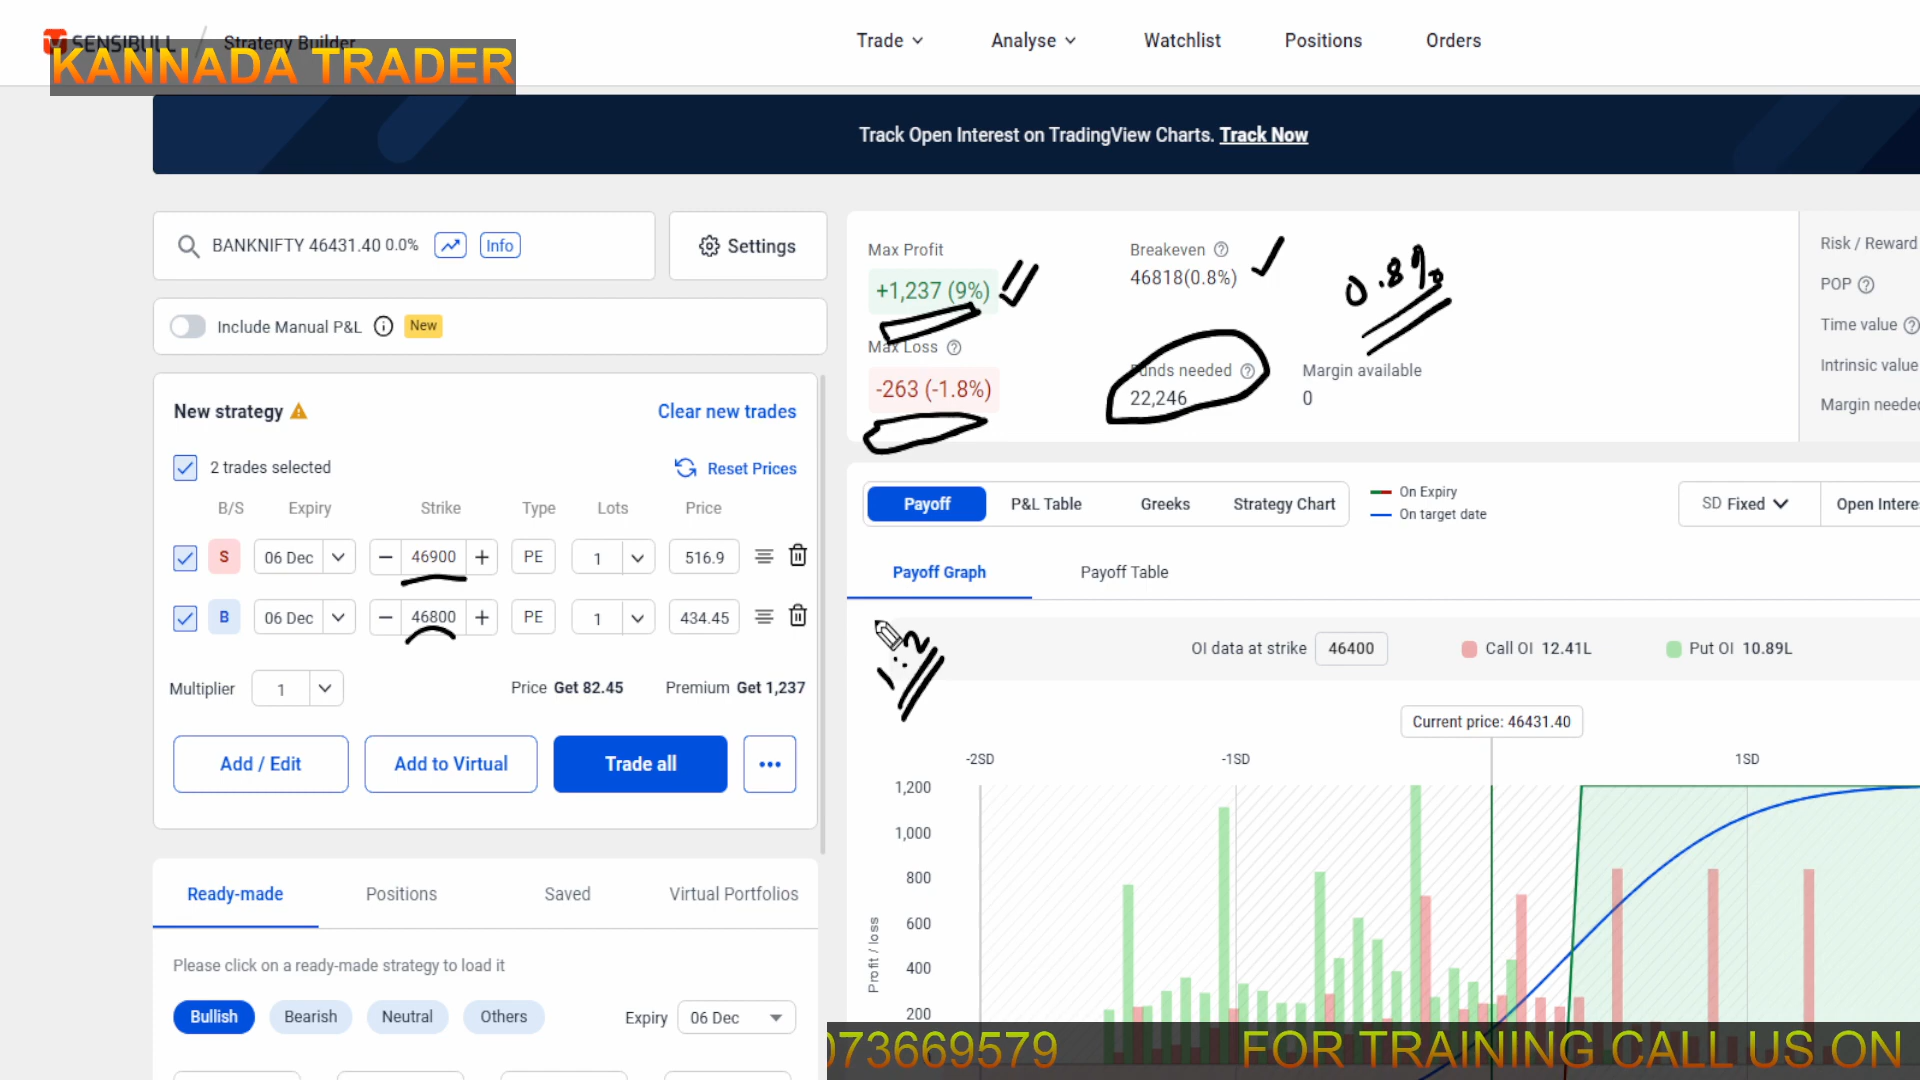 SENSIBULL / Strategy Builder
KANNADA TRADER
Trade Analyse Watchlist Positions Orders
Track Open Interest on TradingView Charts. Track Now
BANKNIFTY 46431.40 0.0% Info
Settings
Include Manual P&L New
New strategy Clear new trades
2 trades selected Reset Prices
B/S Expiry Strike Type Lots Price
S 06 Dec − 46900 + PE 1 516.9
B 06 Dec − 46800 + PE 1 434.45
Multiplier 1 Price Get 82.45 Premium Get 1,237
Add / Edit Add to Virtual Trade all •••
Ready-made Positions Saved Virtual Portfolios
Please click on a ready-made strategy to load it
Bullish Bearish Neutral Others Expiry 06 Dec
Max Profit
+1,237 (9%)
Max Loss
-263 (-1.8%)
Breakeven
46818(0.8%)
0.8%
Funds needed
22,246
Margin available
0
Risk / Reward
POP
Time value
Intrinsic value
Payoff P&L Table Greeks Strategy Chart
On Expiry
On target date
SD Fixed
Payoff Graph Payoff Table
1:2
OI data at strike 46400 Call OI 12.41L Put OI 10.89L
Current price: 46431.40
-2SD -1SD 1SD
1,200
1,000
800
600
400
200
Profit / loss
073669579 FOR TRAINING CALL US ON